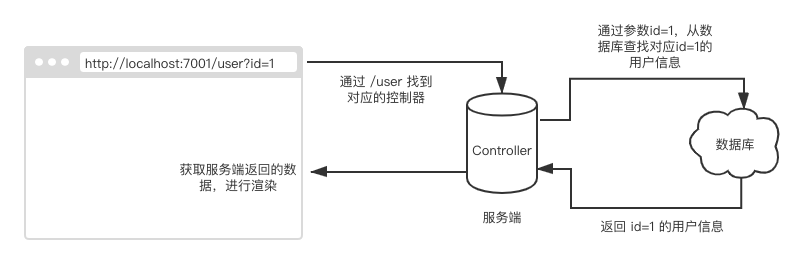 http://localhost:7001/user?id=1
通过 /user 找到
对应的控制器
通过参数id=1，从数
据库查找对应id=1的
用户信息
Controller
数据库
获取服务端返回的数
据，进行渲染
服务端
返回 id=1 的用户信息